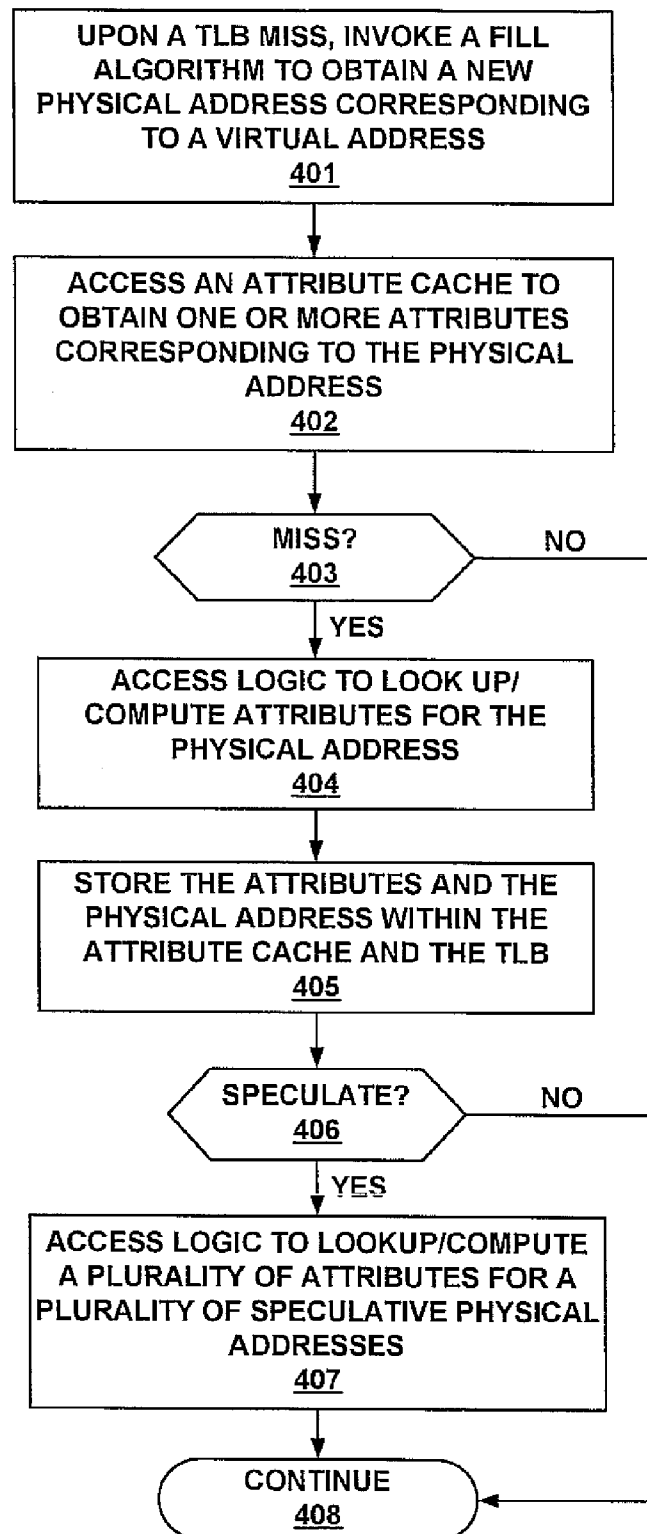 UPON A TLB MISS, INVOKE A FILL
ALGORITHM TO OBTAIN A NEW
PHYSICAL ADDRESS CORRESPONDING
TO A VIRTUAL ADDRESS
401
ACCESS AN ATTRIBUTE CACHE TO
OBTAIN ONE OR MORE ATTRIBUTES
CORRESPONDING TO THE PHYSICAL
ADDRESS
402
MISS?
403
NO
YES
ACCESS LOGIC TO LOOK UP/
COMPUTE ATTRIBUTES FOR THE
PHYSICAL ADDRESS
404
STORE THE ATTRIBUTES AND THE
PHYSICAL ADDRESS WITHIN THE
ATTRIBUTE CACHE AND THE TLB
405
SPECULATE?
406
NO
YES
ACCESS LOGIC TO LOOKUP/COMPUTE
A PLURALITY OF ATTRIBUTES FOR A
PLURALITY OF SPECULATIVE PHYSICAL
ADDRESSES
407
CONTINUE
408